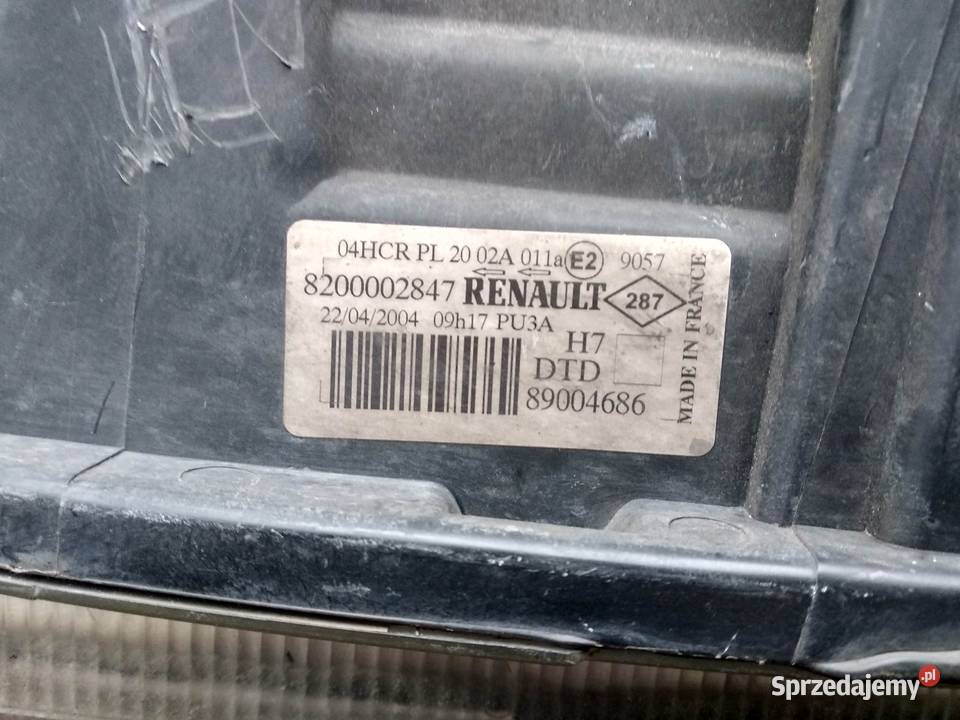 04HCR PL 20 02A 011a E2 9057
8200002847 RENAULT 287
22/04/2004 09h17 PU3A
H7
DTD
89004686
MADE IN FRANCE
Sprzedajemy.pl